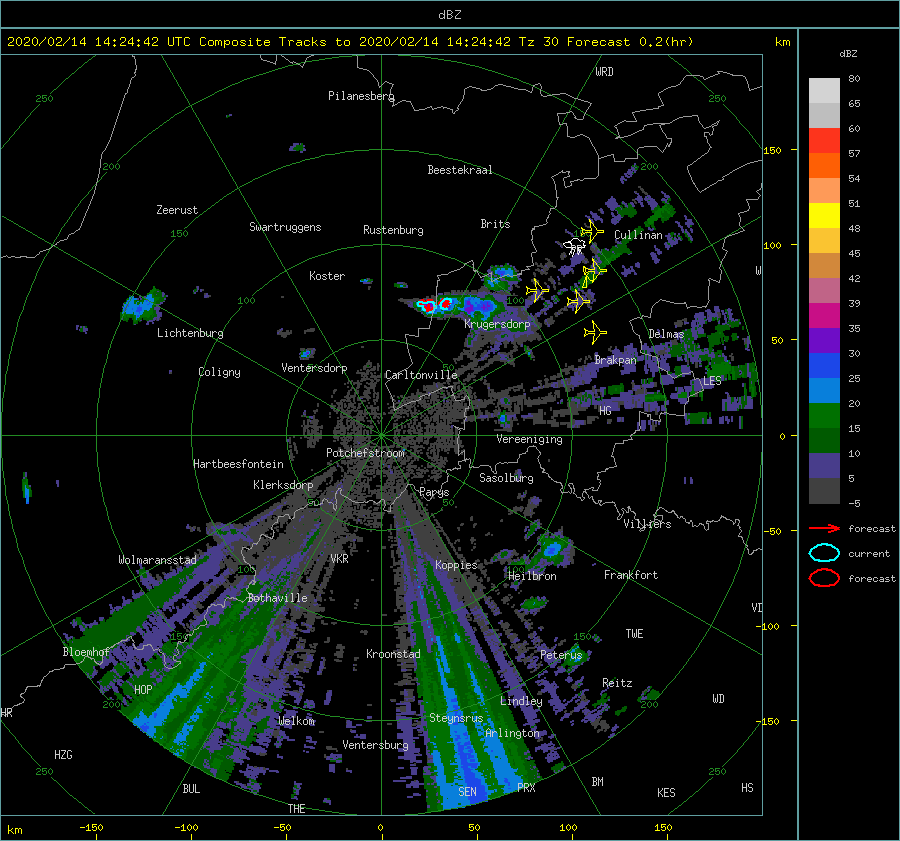 dBZ
2020/02/14 14:24:42 UTC Composite Tracks to 2020/02/14 14:24:42 Tz 30 Forecast 0.2(hr)
km
dBZ
WRD
250
250
Pilanesberg
150
200
200
Beestekraal
Zeerust
Swartruggens
Rustenburg
Brits
150
Cullinan
100
Koster
W
100
100
Lichtenburg
Krugersdorp
Delmas
50
Ventersdorp
Coligny
Carltonville
Brakpan
LES
HG
0
Vereeniging
Potchefstroom
Hartbeesfontein
Klerksdorp
Sasolburg
Parys
50
50
Villiers
-50
Wolmaransstad
VKR
Koppies
100
100
Heilbron
Frankfort
Bothaville
VD
-100
150
150
TWE
Bloemhof
Kroonstad
Peterus
HOP
Reitz
WD
200
200
Lindley
HR
Welkom
Steynsrus
-150
Arlington
HZG
Ventersburg
250
250
BUL
SEN
PRX
BM
KES
HS
THE
km
-150
-100
-50
0
50
100
150
80
65
60
57
54
51
48
45
42
39
35
30
25
20
15
10
5
-5
forecast
current
forecast